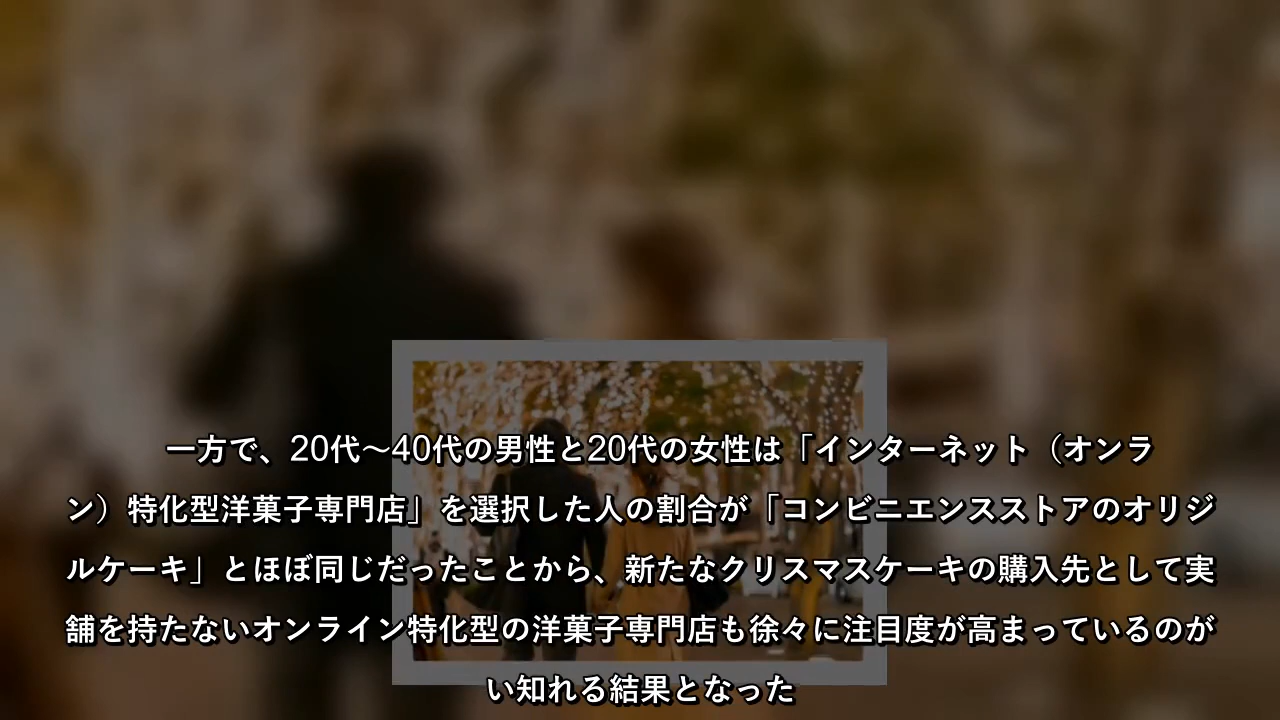 一方で、20代～40代の男性と20代の女性は「インターネット（オンラ
ン）特化型洋菓子専門店」を選択した人の割合が「コンビニエンスストアのオリジ
ルケーキ」とほぼ同じだったことから、新たなクリスマスケーキの購入先として実
舗を持たないオンライン特化型の洋菓子専門店も徐々に注目度が高まっているのが
い知れる結果となった